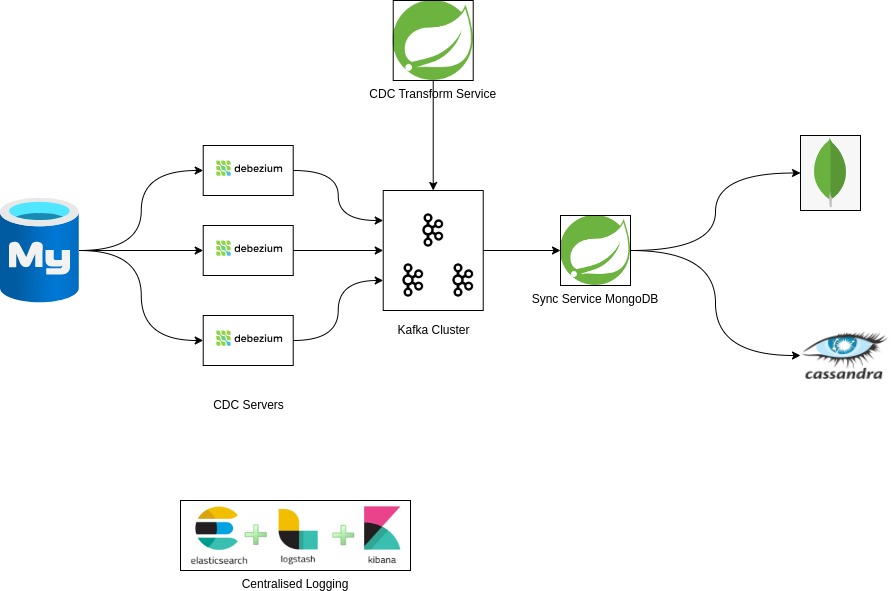 CDC Transform Service
debezium
debezium
debezium
My
Kafka Cluster
Sync Service MongoDB
cassandra
CDC Servers
elasticsearch
logstash
kibana
Centralised Logging